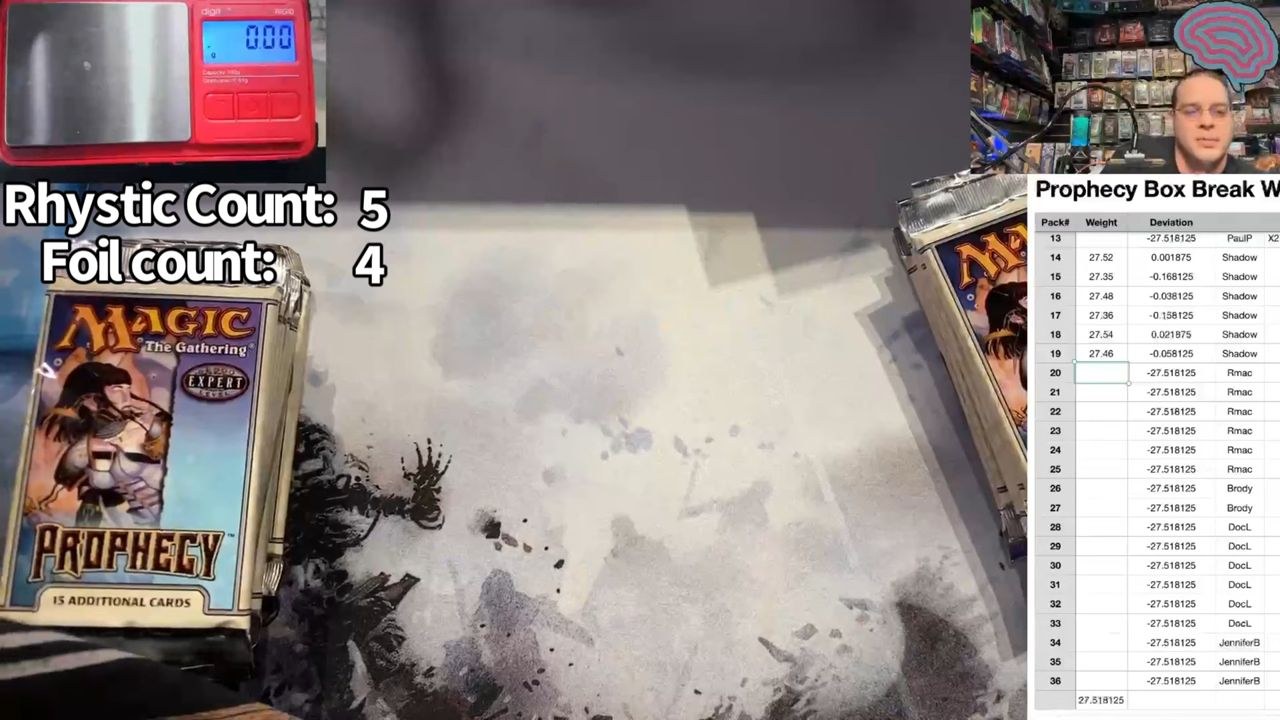 0.00
g
Rhystic Count: 5
Foil count: 4
MAGIC
The Gathering®
EXPERT
LEVEL
PROPHECY™
15 ADDITIONAL CARDS
Prophecy Box Break W
Pack# Weight Deviation
13 -27.518125 PaulP X2
14 27.52 0.001875 Shadow
15 27.35 -0.168125 Shadow
16 27.48 -0.038125 Shadow
17 27.36 -0.158125 Shadow
18 27.54 0.021875 Shadow
19 27.46 -0.058125 Shadow
20 -27.518125 Rmac
21 -27.518125 Rmac
22 -27.518125 Rmac
23 -27.518125 Rmac
24 -27.518125 Rmac
25 -27.518125 Rmac
26 -27.518125 Brody
27 -27.518125 Brody
28 -27.518125 DocL
29 -27.518125 DocL
30 -27.518125 DocL
31 -27.518125 DocL
32 -27.518125 DocL
33 -27.518125 DocL
34 -27.518125 JenniferB
35 -27.518125 JenniferB
36 -27.518125 JenniferB
27.518125